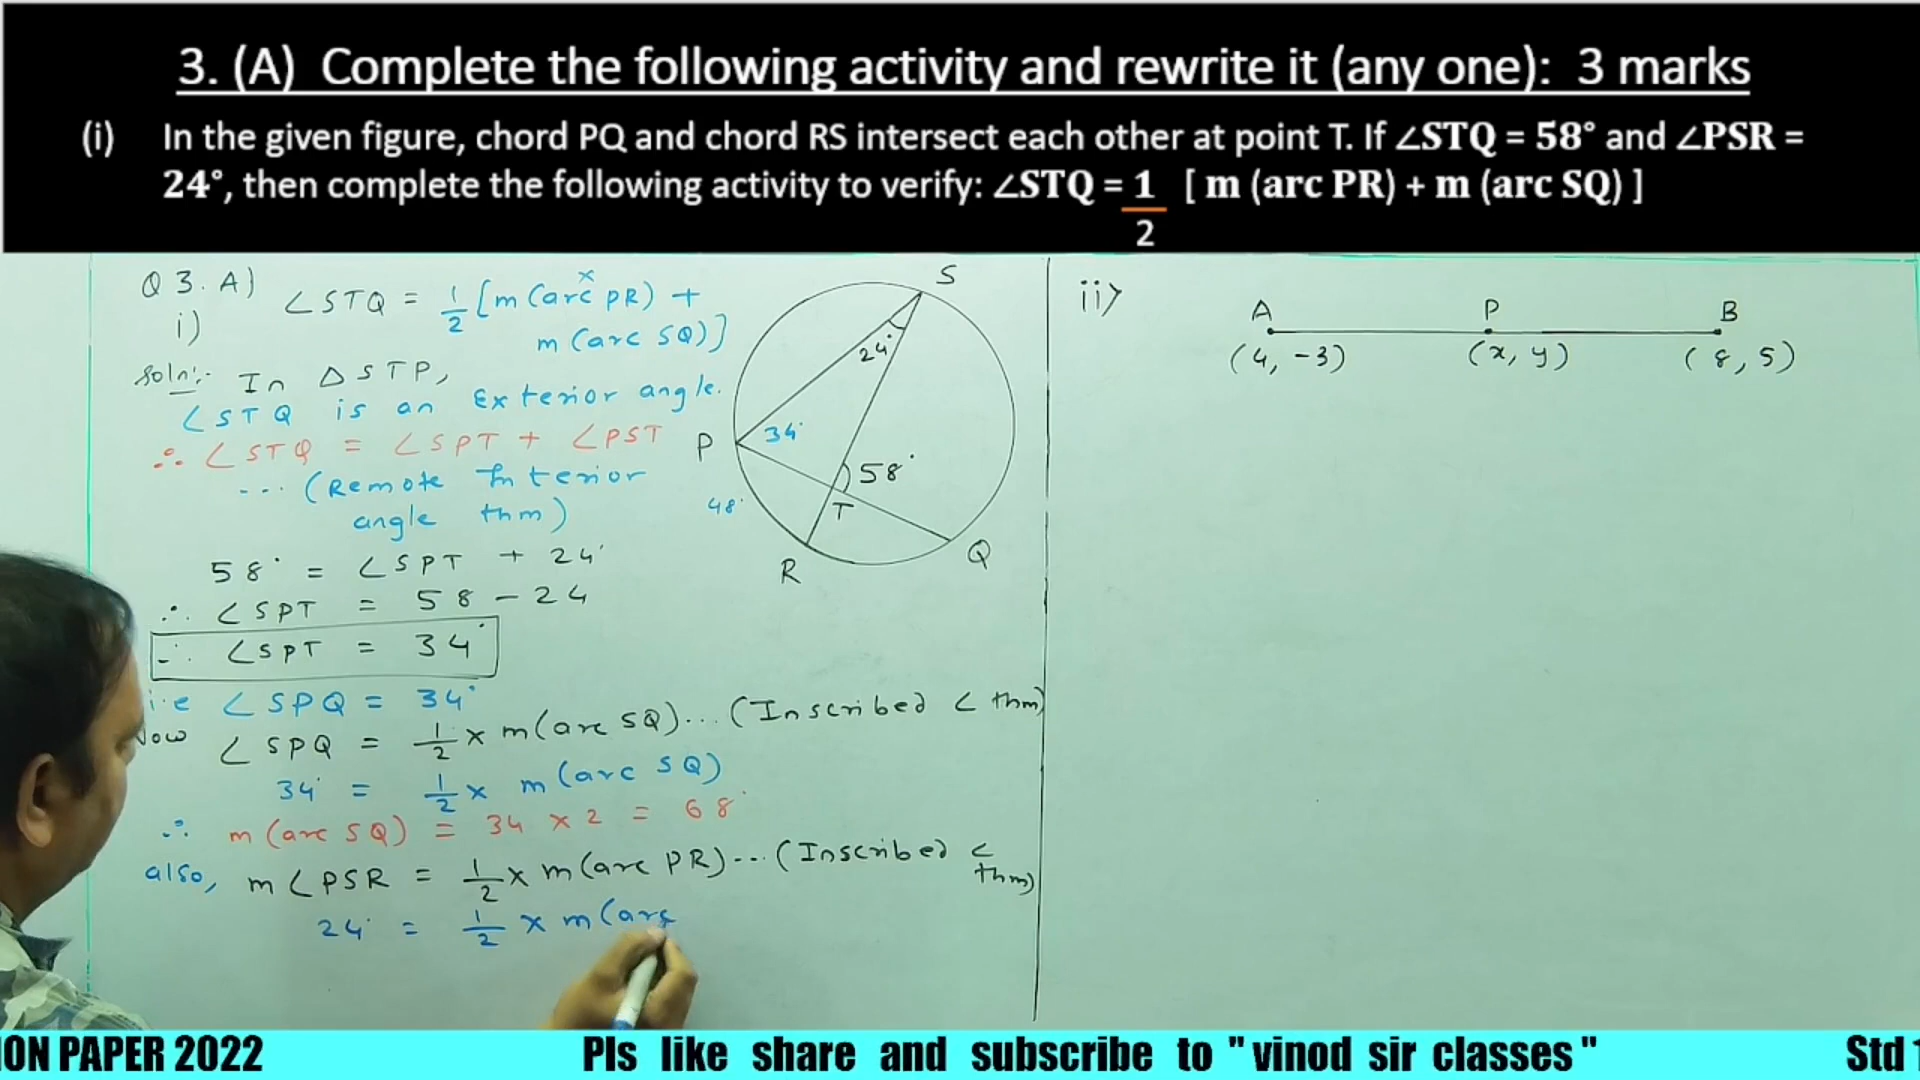 3. (A) Complete the following activity and rewrite it (any one): 3 marks
(i) In the given figure, chord PQ and chord RS intersect each other at point T. If ∠STQ = 58° and ∠PSR =
24°, then complete the following activity to verify: ∠STQ = 1/2 [ m (arc PR) + m (arc SQ) ]
Q 3. A)
i)
∠STQ = 1/2 [m (arc PR) +
x
m (arc SQ)]
Soln:- In △STP,
∠STQ is an Exterior angle.
∴ ∠STQ = ∠SPT + ∠PST
... (Remote Interior
angle thm)
58° = ∠SPT + 24°
∴ ∠SPT = 58 - 24
∴ ∠SPT = 34°
i.e ∠SPQ = 34°
Now ∠SPQ = 1/2 x m(arc SQ)... (Inscribed < thm)
34° = 1/2 x m(arc SQ)
∴ m(arc SQ) = 34 x 2 = 68°
also, m∠PSR = 1/2 x m(arc PR)... (Inscribed <
thm)
24° = 1/2 x m(arc
S
24°
P
34°
58°
48°
T
R
Q
ii)
A P B
(4, -3) (x, y) (8, 5)
ION PAPER 2022 Pls like share and subscribe to "vinod sir classes" Std 1